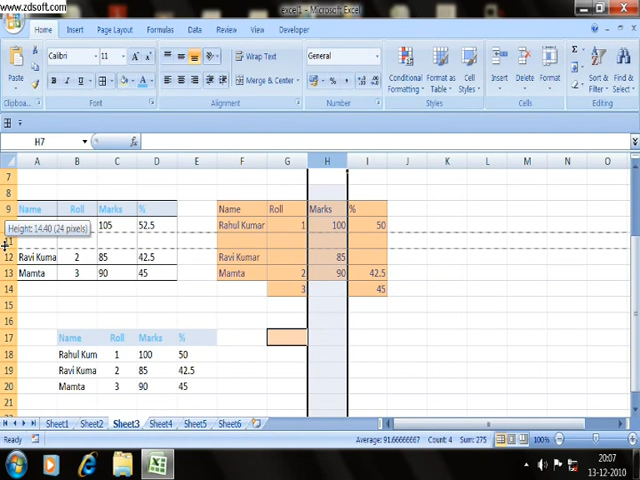 www.zdsoft.com
excel1 - Microsoft Excel
Home Insert Page Layout Formulas Data Review View Developer
Calibri 11 Wrap Text General
Paste B I U Merge & Center % , Conditional Formatting Format as Table Cell Styles Insert Delete Format Σ Sort & Filter Find & Select
Clipboard Font Alignment Number Styles Cells Editing
H7 fx
A B C D E F G H I J K L M N O
7
8
9 Name Roll Marks % Name Roll Marks %
Height: 14.40 (24 pixels) 105 52.5 Rahul Kumar 1 100 50
11
12 Ravi Kuma 2 85 42.5 Ravi Kumar 85
13 Mamta 3 90 45 Mamta 2 90 42.5
14 3 45
15
16
17 Name Roll Marks %
18 Rahul Kum 1 100 50
19 Ravi Kuma 2 85 42.5
20 Mamta 3 90 45
21
Sheet1 Sheet2 Sheet3 Sheet4 Sheet5 Sheet6
Ready Average: 91.66666667 Count: 4 Sum: 275 100%
20:07
13-12-2010